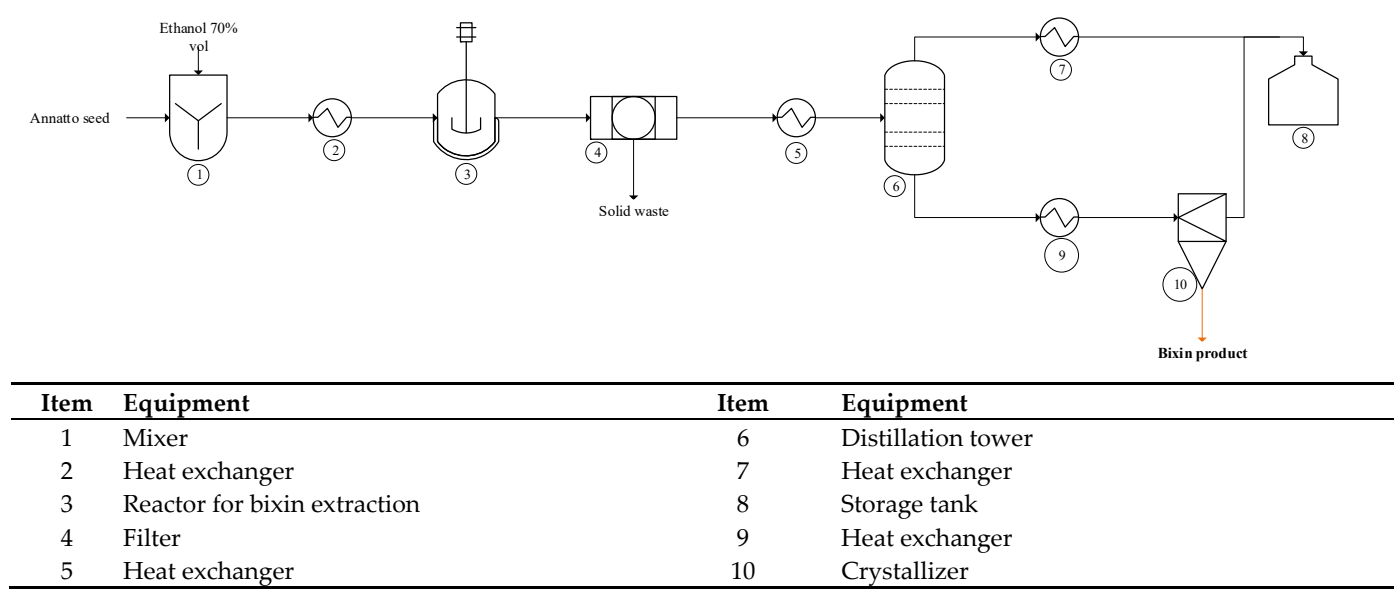 Ethanol 70%
vol
Annatto seed
1
2
3
4
5
6
7
8
9
10
Solid waste
Bixin product
Item Equipment Item Equipment
1 Mixer 6 Distillation tower
2 Heat exchanger 7 Heat exchanger
3 Reactor for bixin extraction 8 Storage tank
4 Filter 9 Heat exchanger
5 Heat exchanger 10 Crystallizer